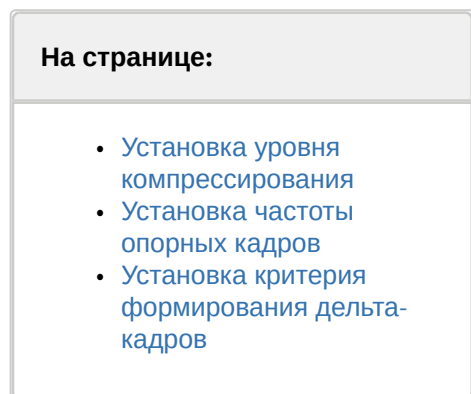 На странице:
• Установка уровня
компрессирования
• Установка частоты
опорных кадров
• Установка критерия
формирования дельта-
кадров